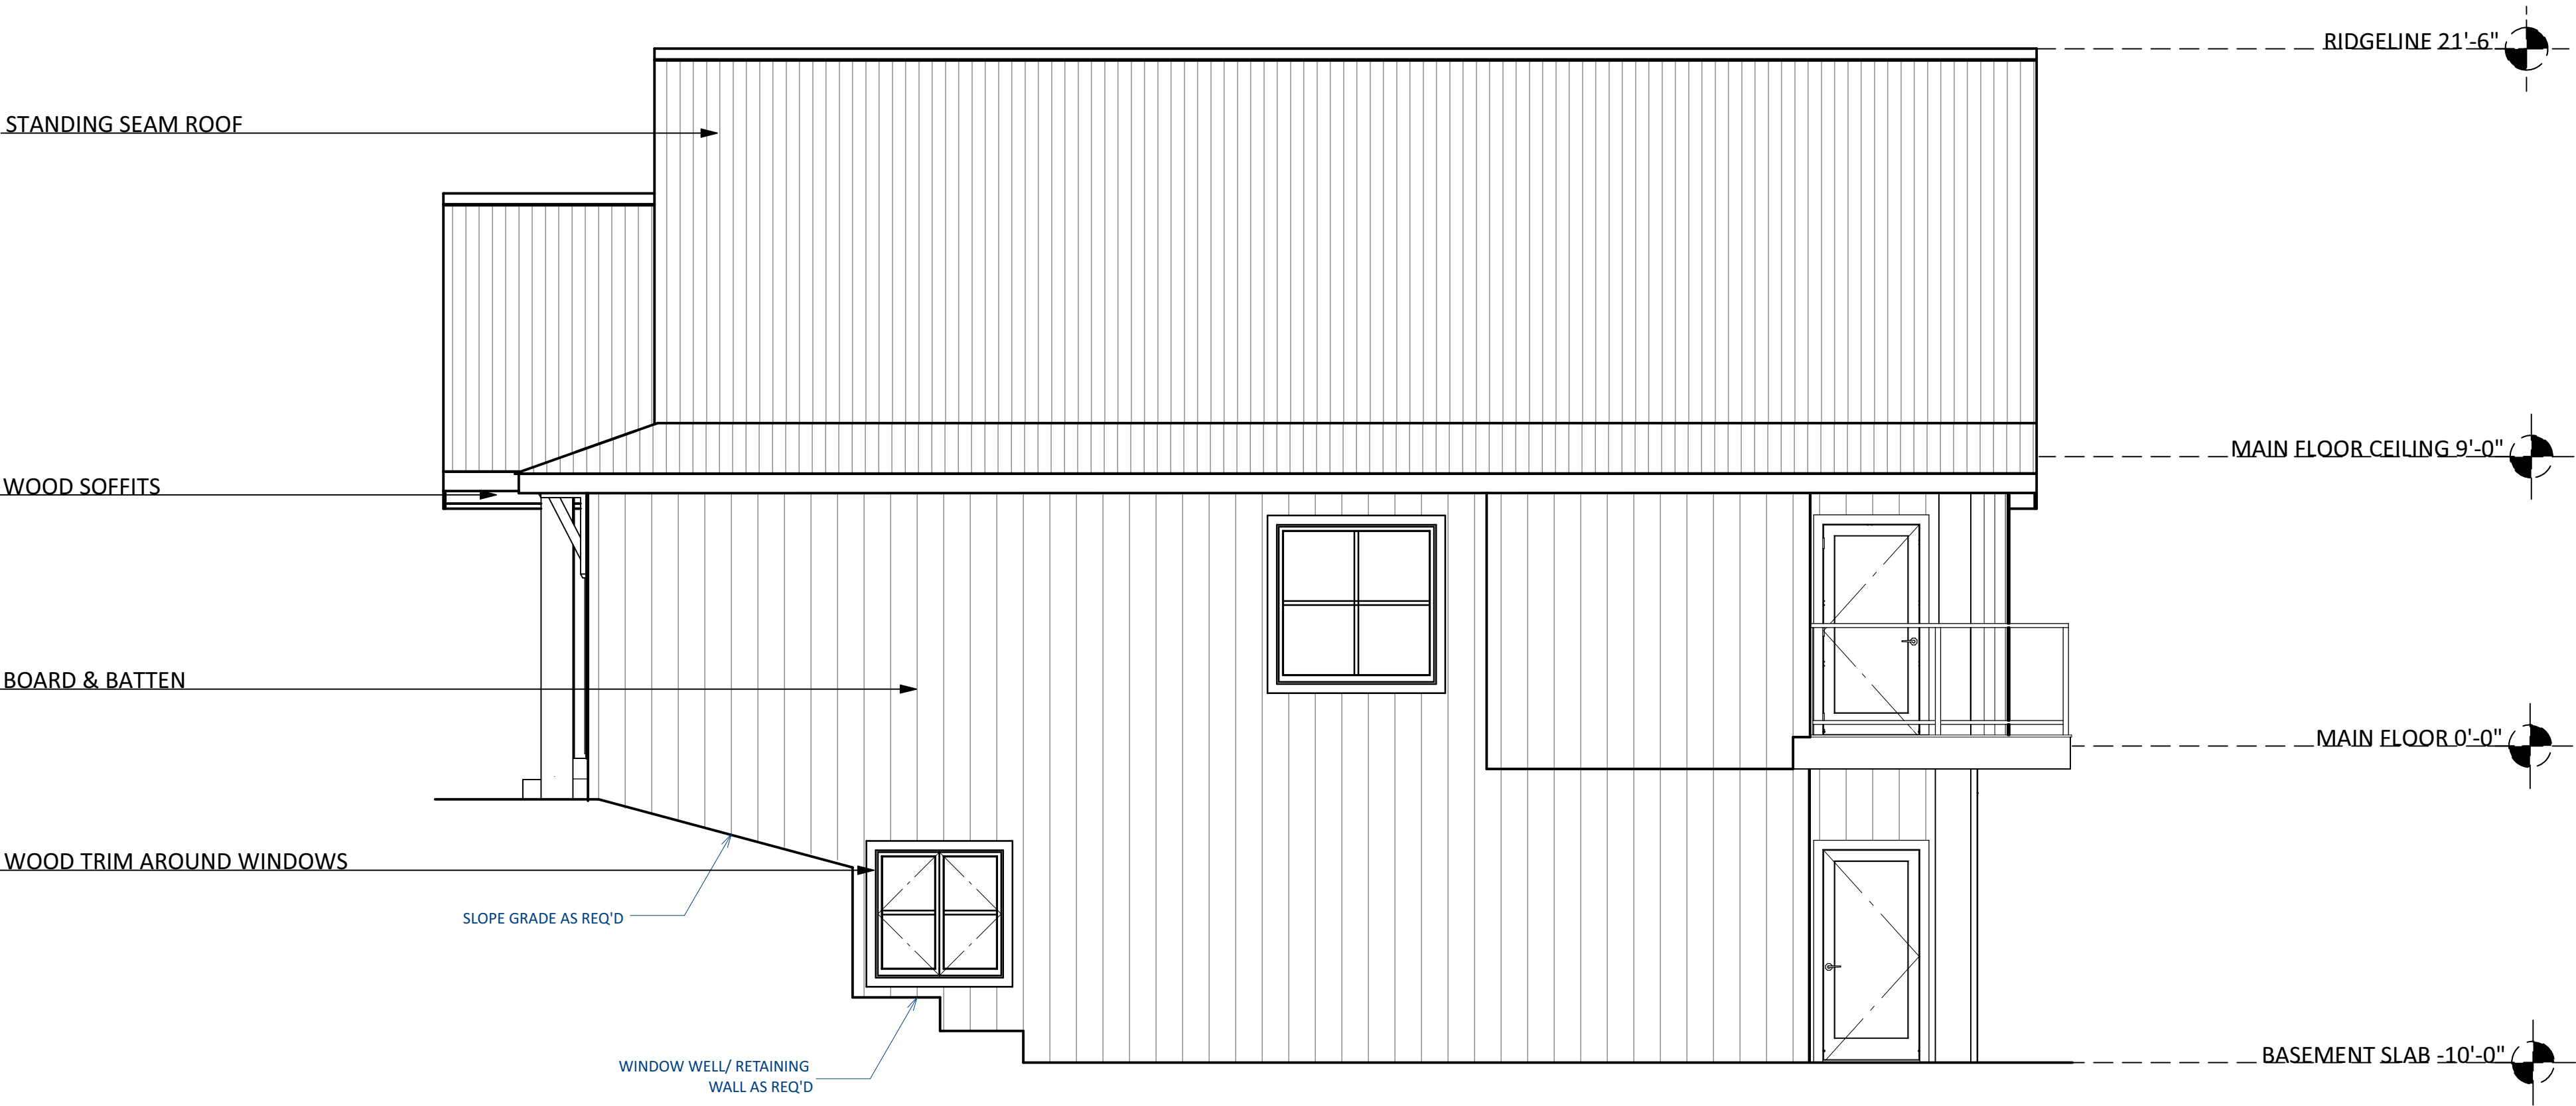 RIDGELINE 21'-6"
STANDING SEAM ROOF
MAIN FLOOR CEILING 9'-0"
WOOD SOFFITS
BOARD & BATTEN
MAIN FLOOR 0'-0"
WOOD TRIM AROUND WINDOWS
SLOPE GRADE AS REQ'D
BASEMENT SLAB -10'-0"
WINDOW WELL/ RETAINING
WALL AS REQ'D